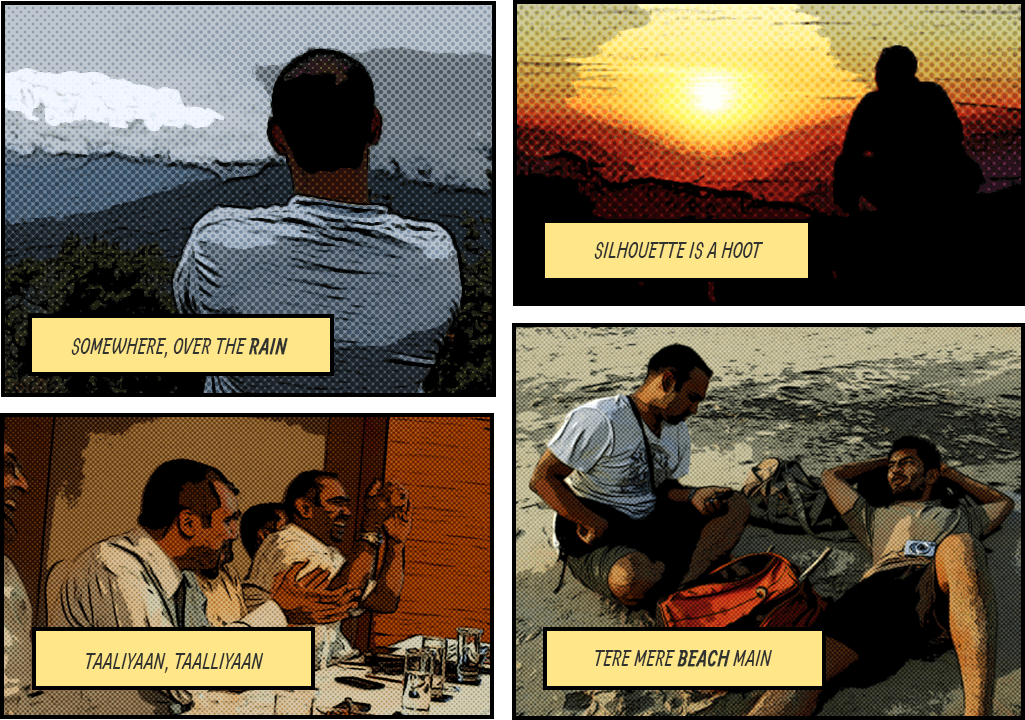 SOMEWHERE, OVER THE RAIN
SILHOUETTE IS A HOOT
TAALIYAAN, TAALLIYAAN
TERE MERE BEACH MAIN